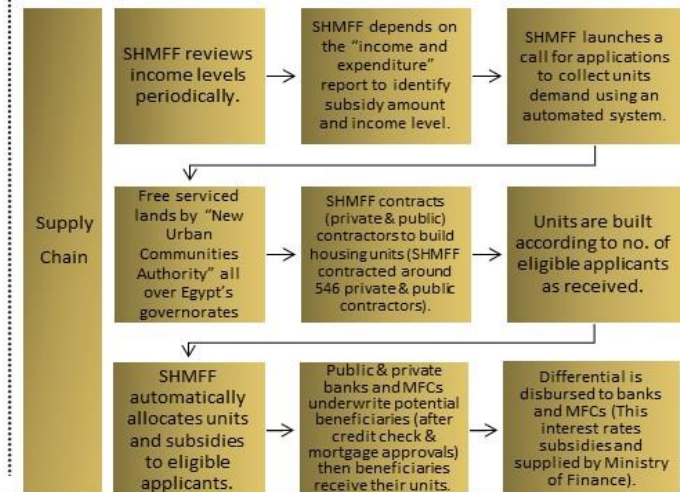 Supply
Chain
SHMFF reviews
income levels
periodically.
SHMFF depends on
the “income and
expenditure”
report to identify
subsidy amount
and income level.
SHMFF launches a
call for applications
to collect units
demand using an
automated system.
Free serviced
lands by “New
Urban
Communities
Authority” all
over Egypt’s
governorates
SHMFF contracts
(private & public)
contractors to build
housing units (SHMFF
contracted around
546 private & public
contractors).
Units are built
according to no. of
eligible applicants
as received.
SHMFF
automatically
allocates units
and subsidies
to eligible
applicants.
Public & private
banks and MFCs
underwrite potential
beneficiaries (after
credit check &
mortgage approvals)
then beneficiaries
receive their units.
Differential is
disbursed to banks
and MFCs (This
interest rates
subsidies and
supplied by Ministry
of Finance).